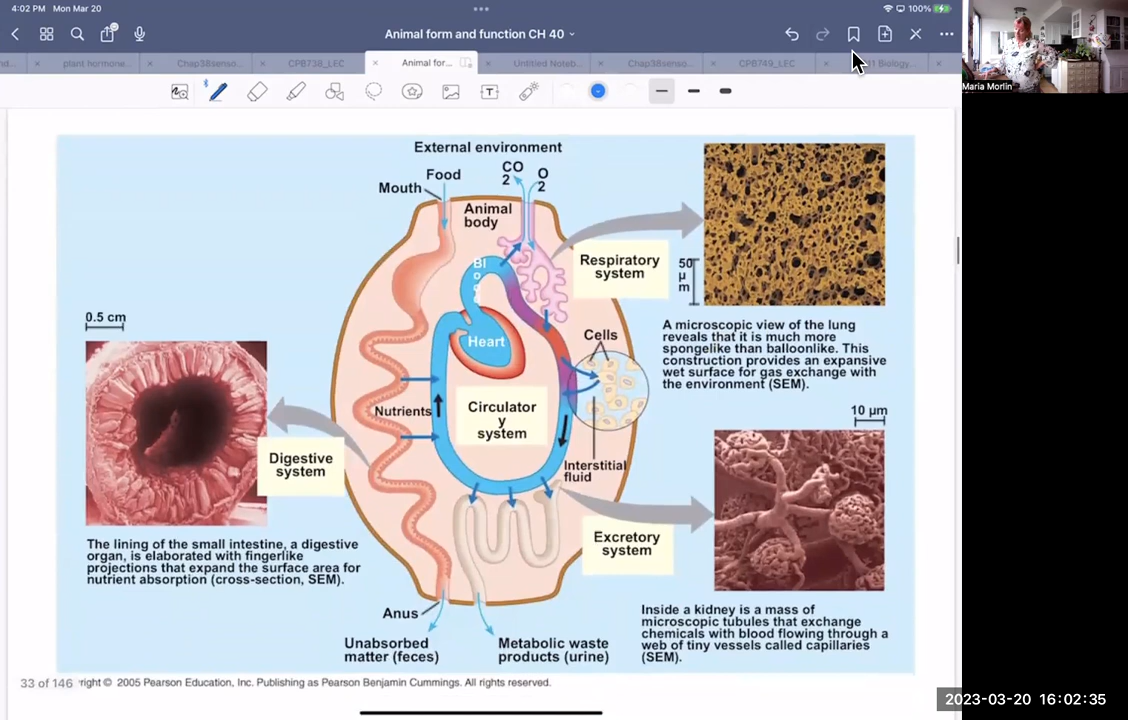 4:02 PM Mon Mar 20
100%
Animal form and function CH 40
plant hormone...
Chap38senso...
CPB738_LEC
Animal for...
Untitled Noteb...
Chap38senso...
CPB749_LEC
11 Biology...
Maria Morlin
External environment
CO
2
O
2
Food
Mouth
Animal
body
Bl
o
o
d
Respiratory
system
50
µ
m
A microscopic view of the lung
reveals that it is much more
spongelike than balloonlike. This
construction provides an expansive
wet surface for gas exchange with
the environment (SEM).
0.5 cm
Heart
Cells
Nutrients
Circulator
y
system
10 µm
Digestive
system
Interstitial
fluid
Excretory
system
The lining of the small intestine, a digestive
organ, is elaborated with fingerlike
projections that expand the surface area for
nutrient absorption (cross-section, SEM).
Anus
Unabsorbed
matter (feces)
Metabolic waste
products (urine)
Inside a kidney is a mass of
microscopic tubules that exchange
chemicals with blood flowing through a
web of tiny vessels called capillaries
(SEM).
33 of 146
right © 2005 Pearson Education, Inc. Publishing as Pearson Benjamin Cummings. All rights reserved.
2023-03-20 16:02:35